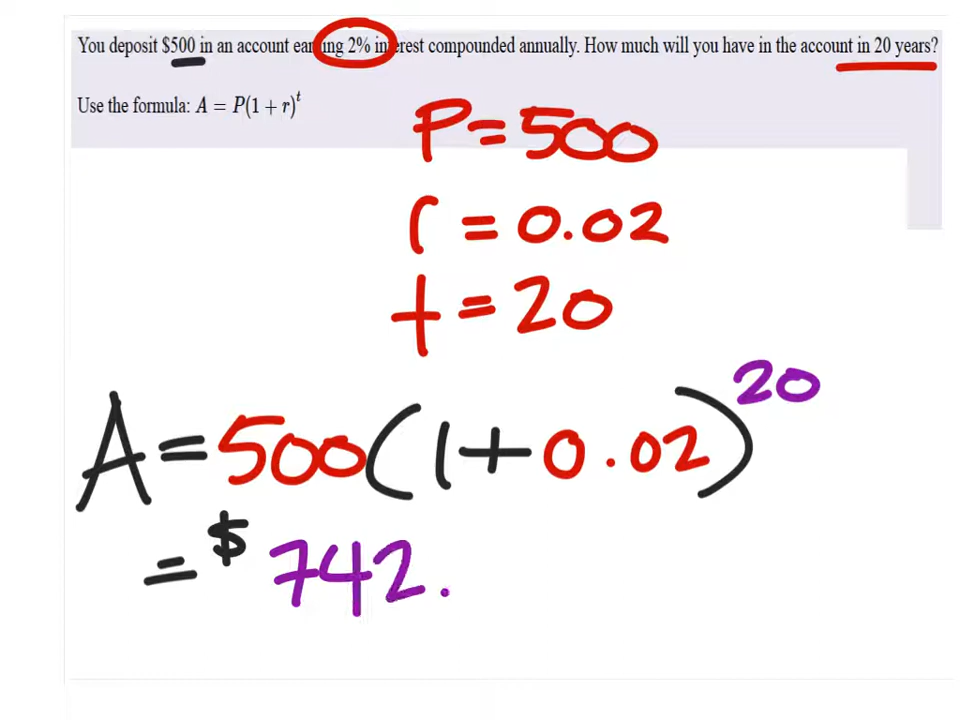 You deposit $500 in an account earning 2% interest compounded annually. How much will you have in the account in 20 years?
Use the formula: A = P(1 + r)^t
P = 500
r = 0.02
t = 20
A = 500(1 + 0.02)^20
= $742.